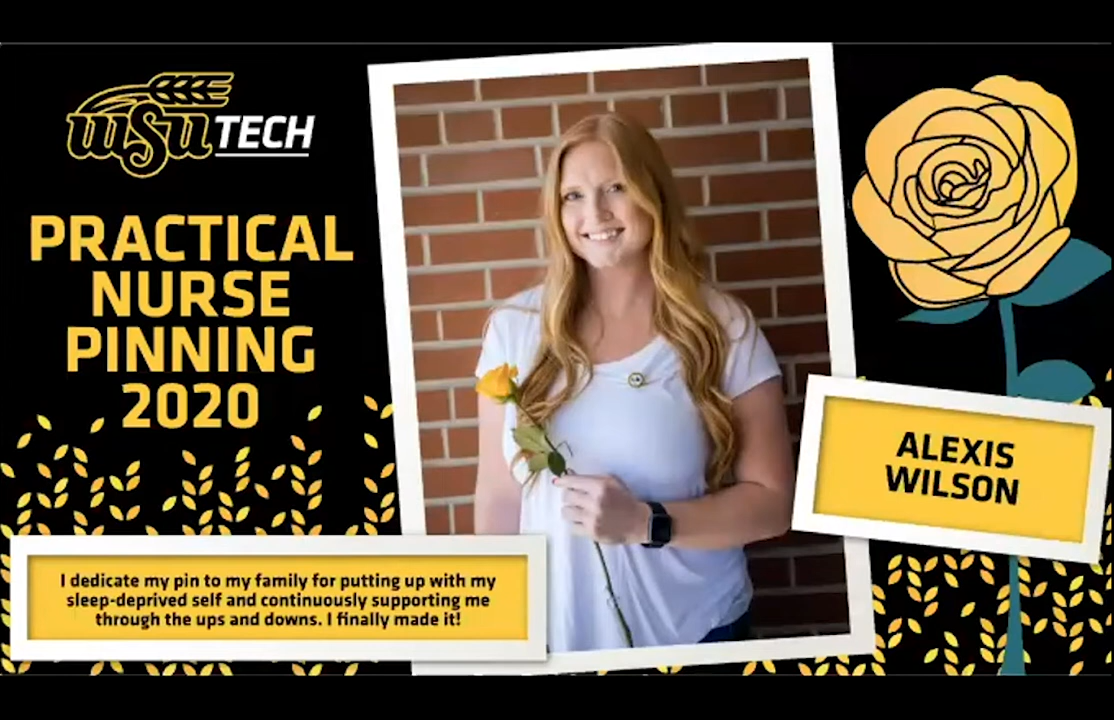 WSU TECH
PRACTICAL
NURSE
PINNING
2020
ALEXIS
WILSON
I dedicate my pin to my family for putting up with my
sleep-deprived self and continuously supporting me
through the ups and downs. I finally made it!